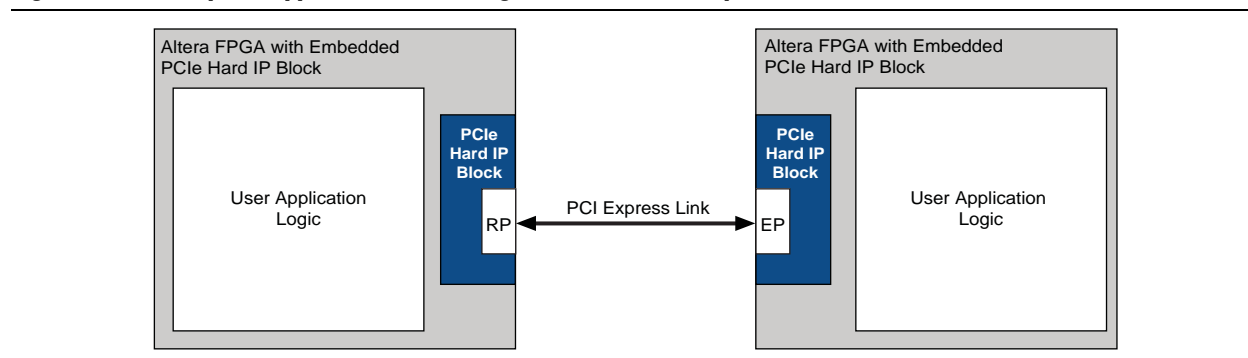 Altera FPGA with Embedded
PCIe Hard IP Block
User Application
Logic
PCIe
Hard IP
Block
RP
PCI Express Link
Altera FPGA with Embedded
PCIe Hard IP Block
PCIe
Hard IP
Block
EP
User Application
Logic